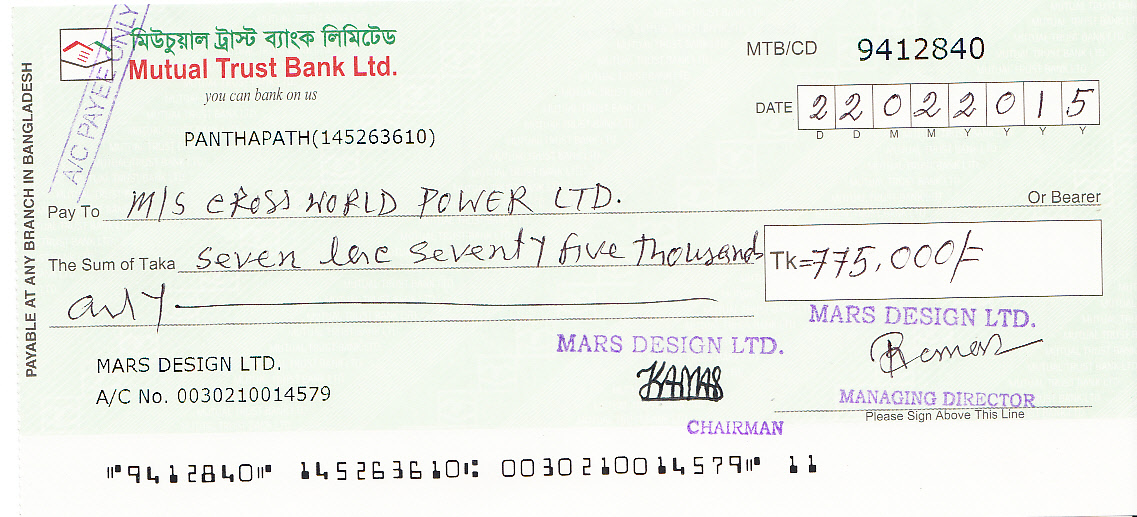 মিউচুয়াল ট্রাস্ট ব্যাংক লিমিটেড
Mutual Trust Bank Ltd.
you can bank on us
A/C PAYEE ONLY
PANTHAPATH(145263610)
MTB/CD 9412840
DATE 22022015
D D M M Y Y Y Y
PAYABLE AT ANY BRANCH IN BANGLADESH
Pay To M/S CROSS WORLD POWER LTD. Or Bearer
The Sum of Taka seven lac seventy five thousand Tk=775,000/-
only
MARS DESIGN LTD.
A/C No. 0030210014579
MARS DESIGN LTD.
KAMAS
CHAIRMAN
MARS DESIGN LTD.
MANAGING DIRECTOR
Please Sign Above This Line
⑈9412840⑈ 145263610⑆ 0030210014579⑈ 11